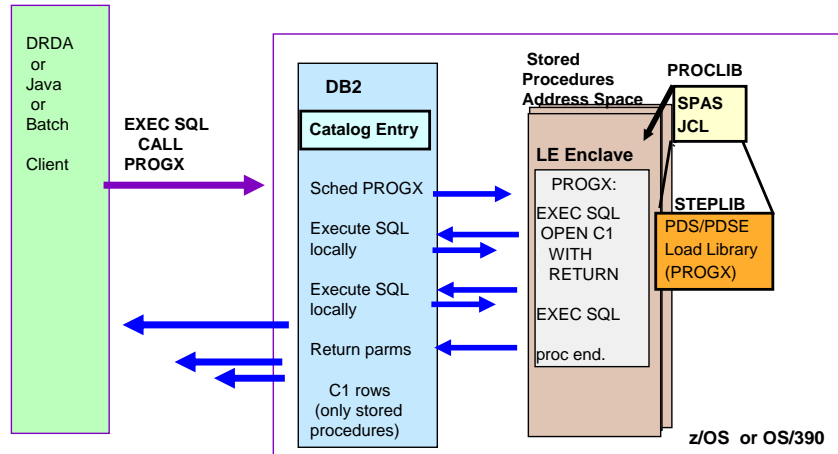 DRDA
or
Java
or
Batch
Client
EXEC SQL
CALL
PROGX
DB2
Catalog Entry
Sched PROGX
Execute SQL
locally
Execute SQL
locally
Return parms
C1 rows
(only stored
procedures)
Stored
Procedures
Address Space
LE Enclave
PROGX:
EXEC SQL
OPEN C1
WITH
RETURN
EXEC SQL
proc end.
PROCLIB
SPAS
JCL
STEPLIB
PDS/PDSE
Load Library
(PROGX)
z/OS or OS/390